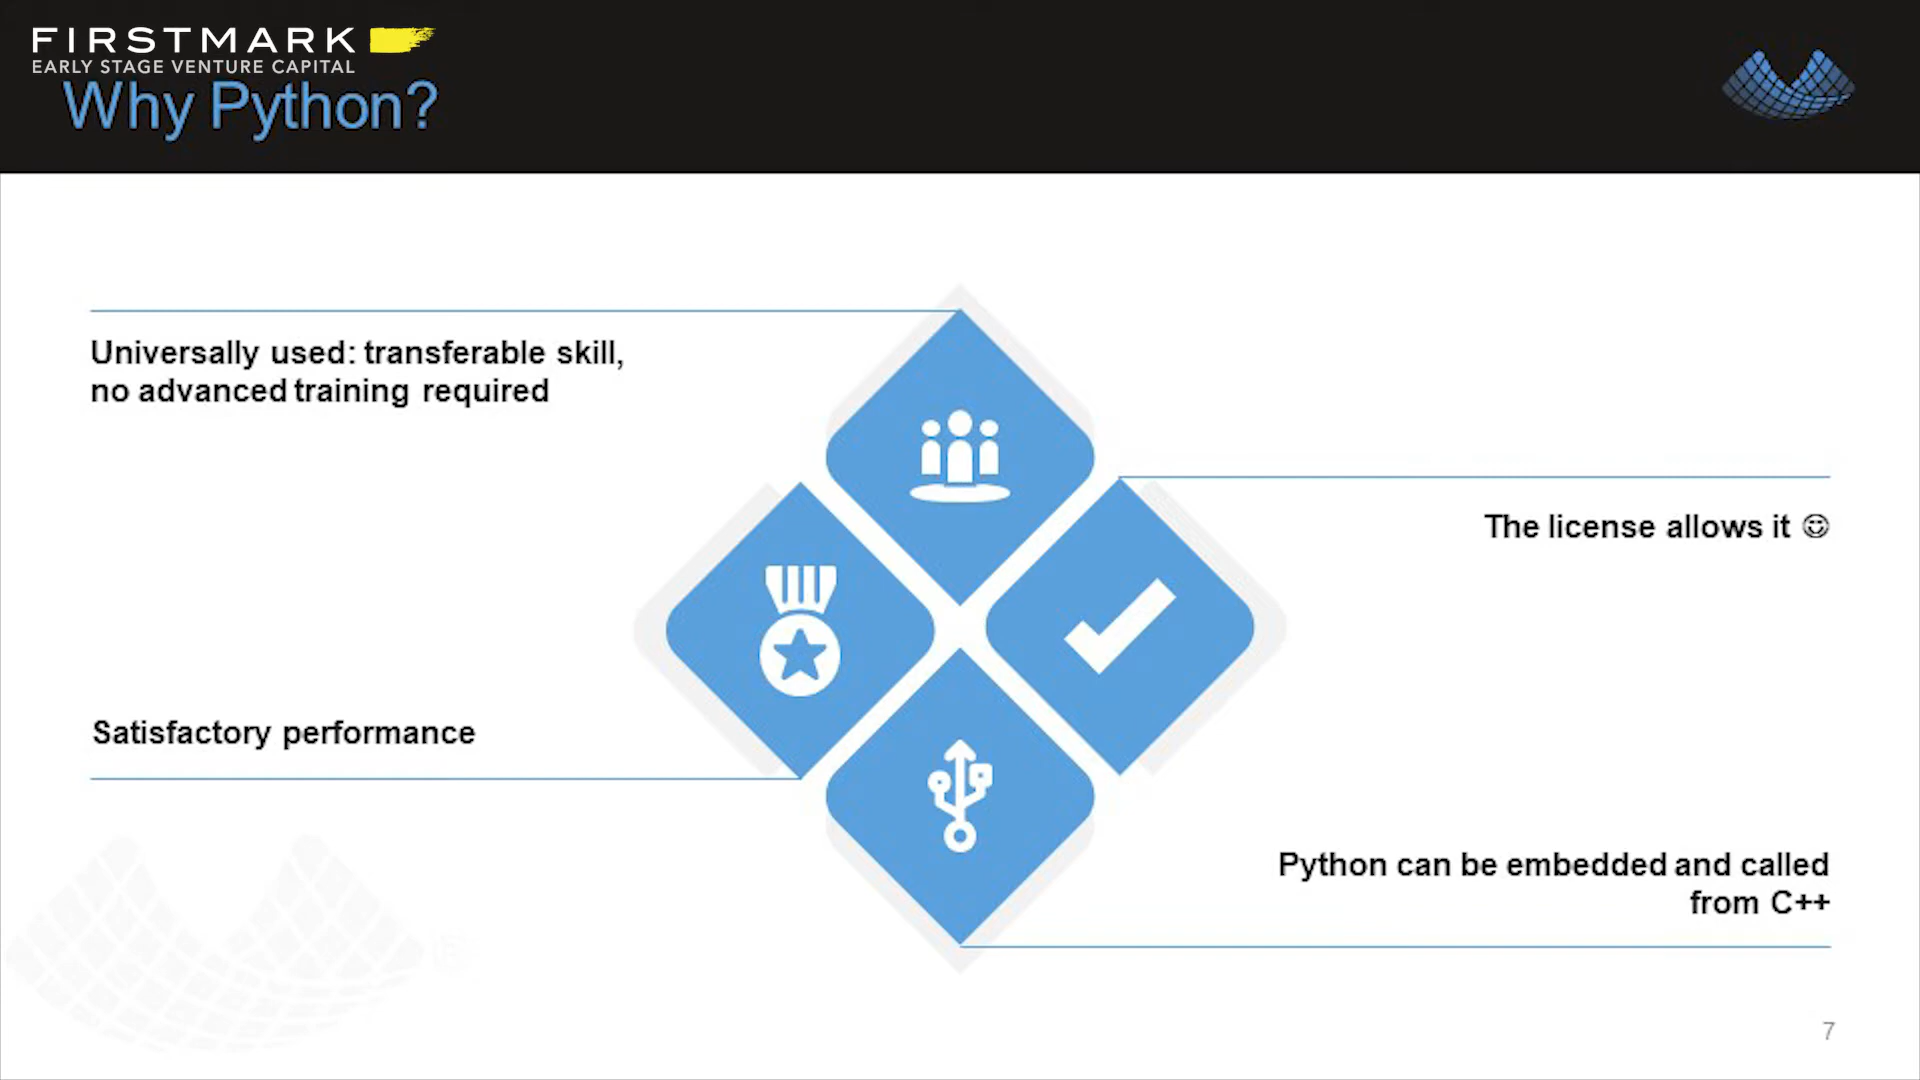 FIRSTMARK
EARLY STAGE VENTURE CAPITAL
Why Python?
Universally used: transferable skill,
no advanced training required
The license allows it ☺
Satisfactory performance
Python can be embedded and called
from C++
®
7